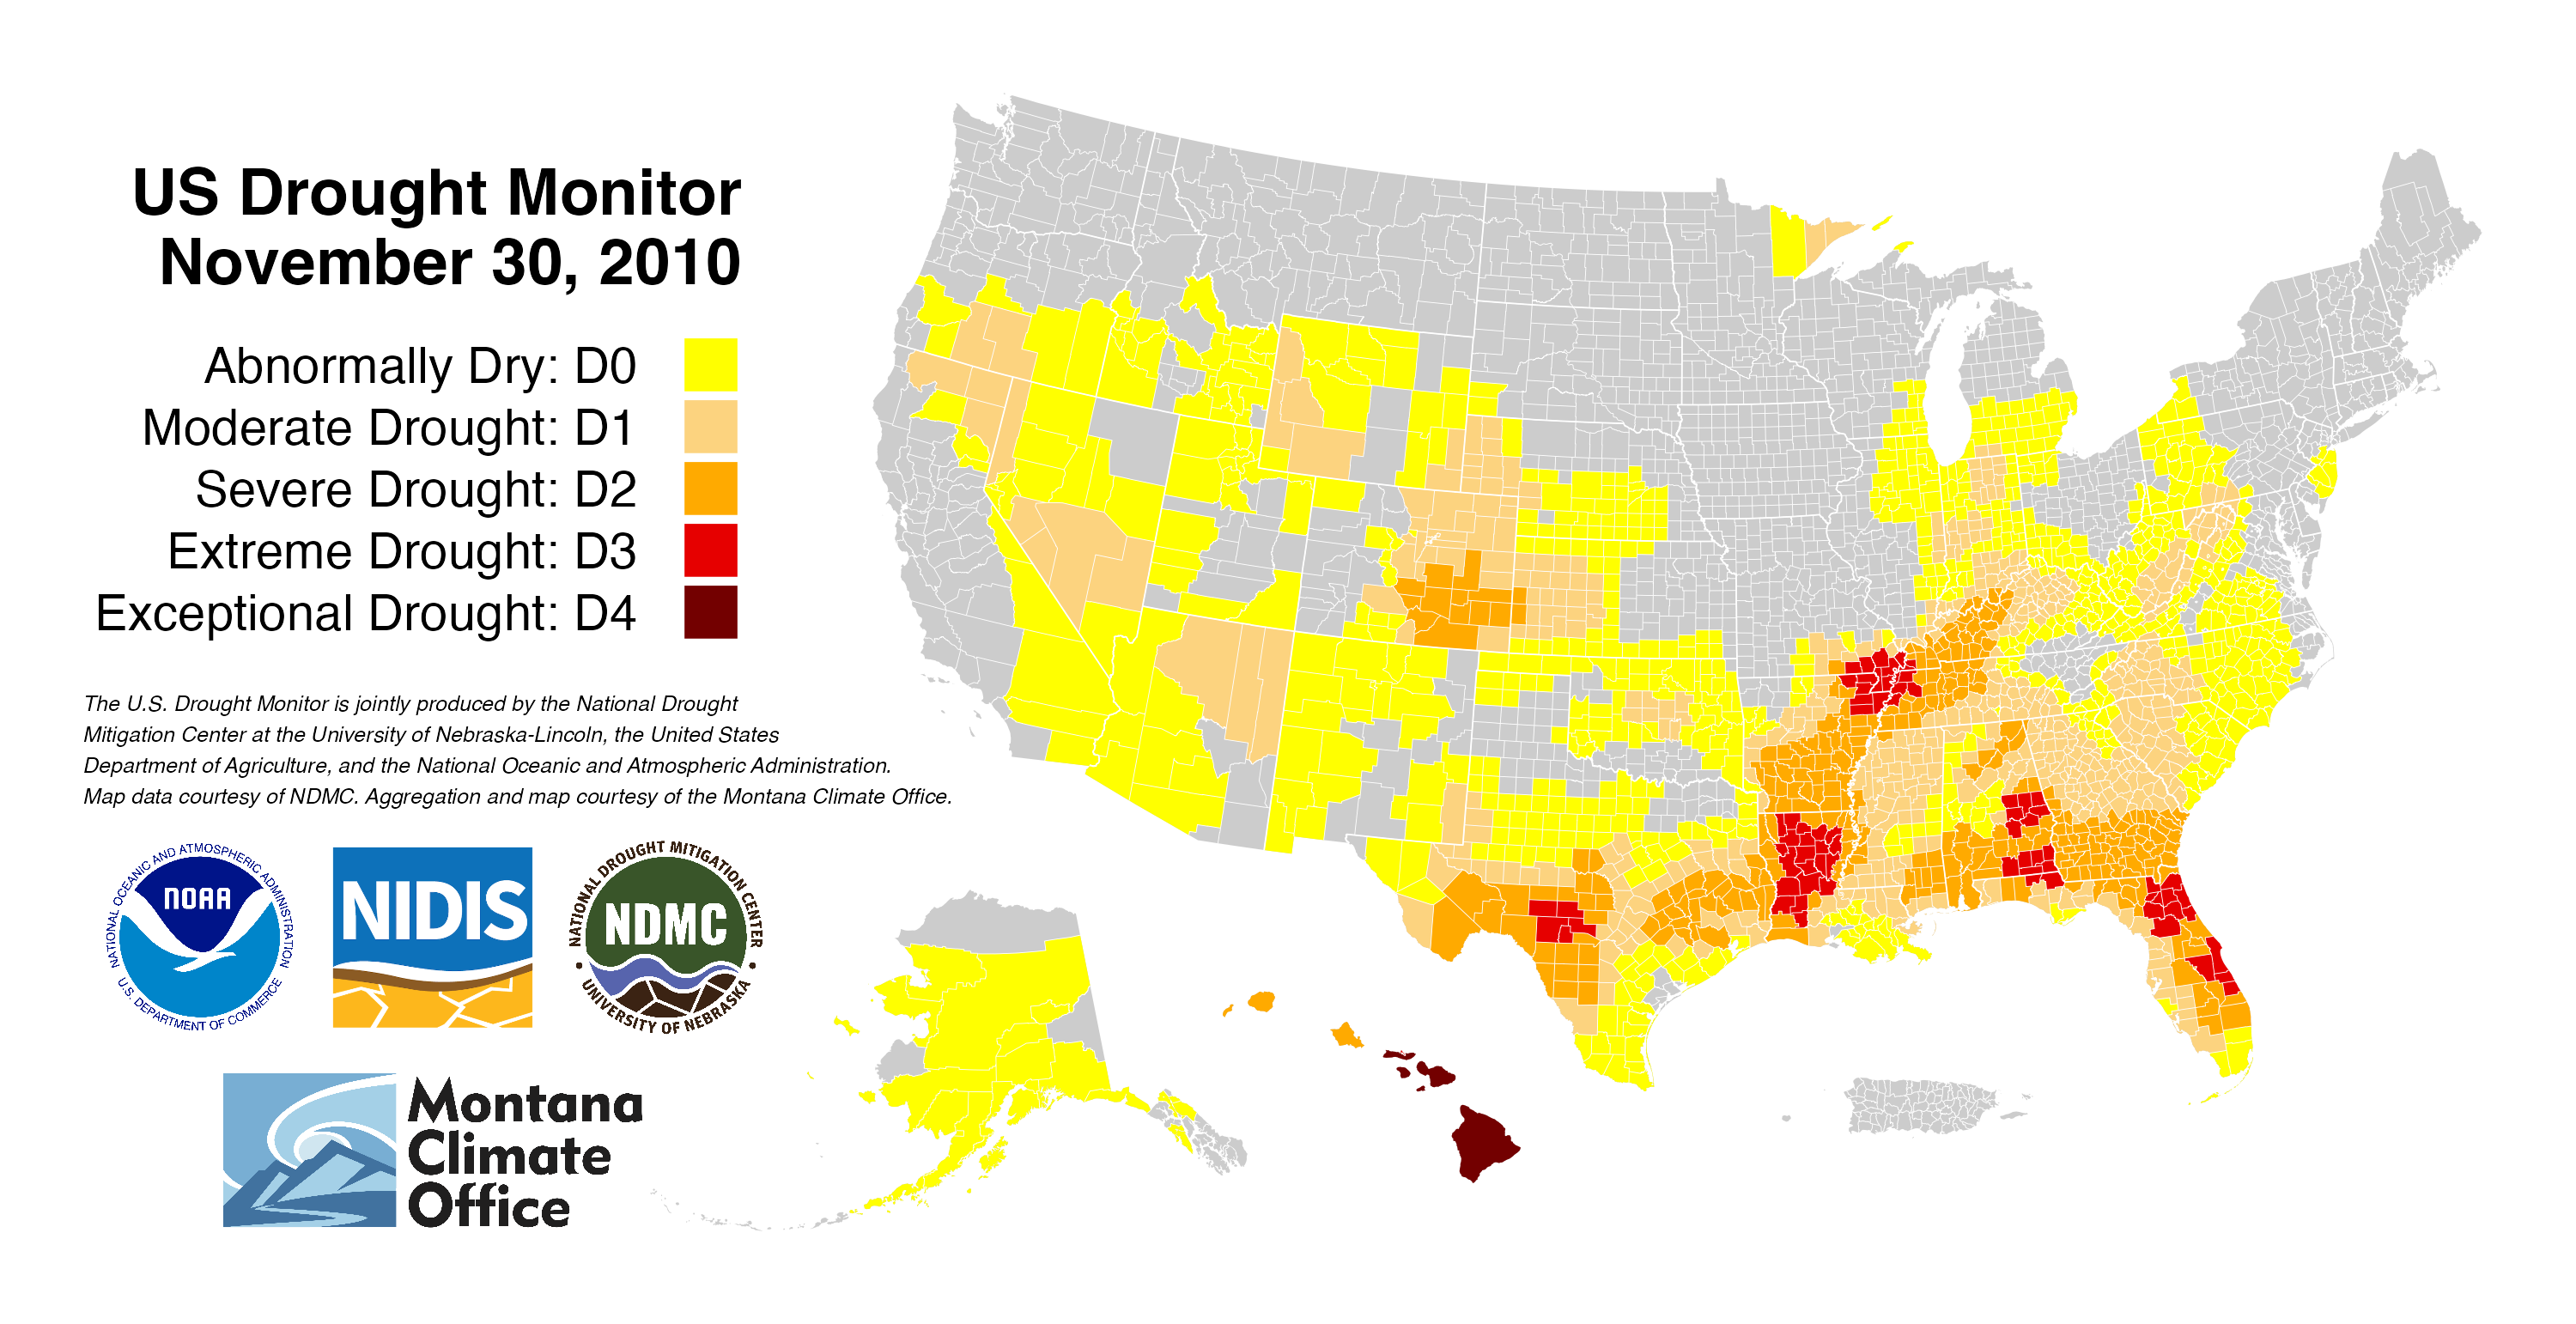 US Drought Monitor
November 30, 2010
Abnormally Dry: D0
Moderate Drought: D1
Severe Drought: D2
Extreme Drought: D3
Exceptional Drought: D4
The U.S. Drought Monitor is jointly produced by the National Drought
Mitigation Center at the University of Nebraska-Lincoln, the United States
Department of Agriculture, and the National Oceanic and Atmospheric Administration.
Map data courtesy of NDMC. Aggregation and map courtesy of the Montana Climate Office.
NATIONAL OCEANIC AND ATMOSPHERIC ADMINISTRATION
NOAA
U.S. DEPARTMENT OF COMMERCE
NIDIS
NATIONAL DROUGHT MITIGATION CENTER
NDMC
UNIVERSITY OF NEBRASKA
Montana
Climate
Office